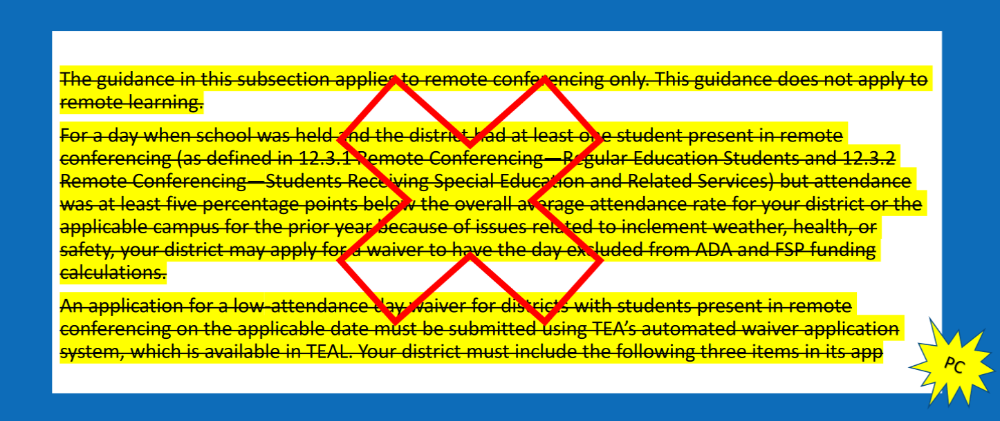 The guidance in this subsection applies to remote conferencing only. This guidance does not apply to
remote learning.
For a day when school was held and the district had at least one student present in remote
conferencing (as defined in 12.3.1 Remote Conferencing—Regular Education Students and 12.3.2
Remote Conferencing—Students Receiving Special Education and Related Services) but attendance
was at least five percentage points below the overall average attendance rate for your district or the
applicable campus for the prior year because of issues related to inclement weather, health, or
safety, your district may apply for a waiver to have the day excluded from ADA and FSP funding
calculations.
An application for a low-attendance day waiver for districts with students present in remote
conferencing on the applicable date must be submitted using TEA’s automated waiver application
system, which is available in TEAL. Your district must include the following three items in its app
PC